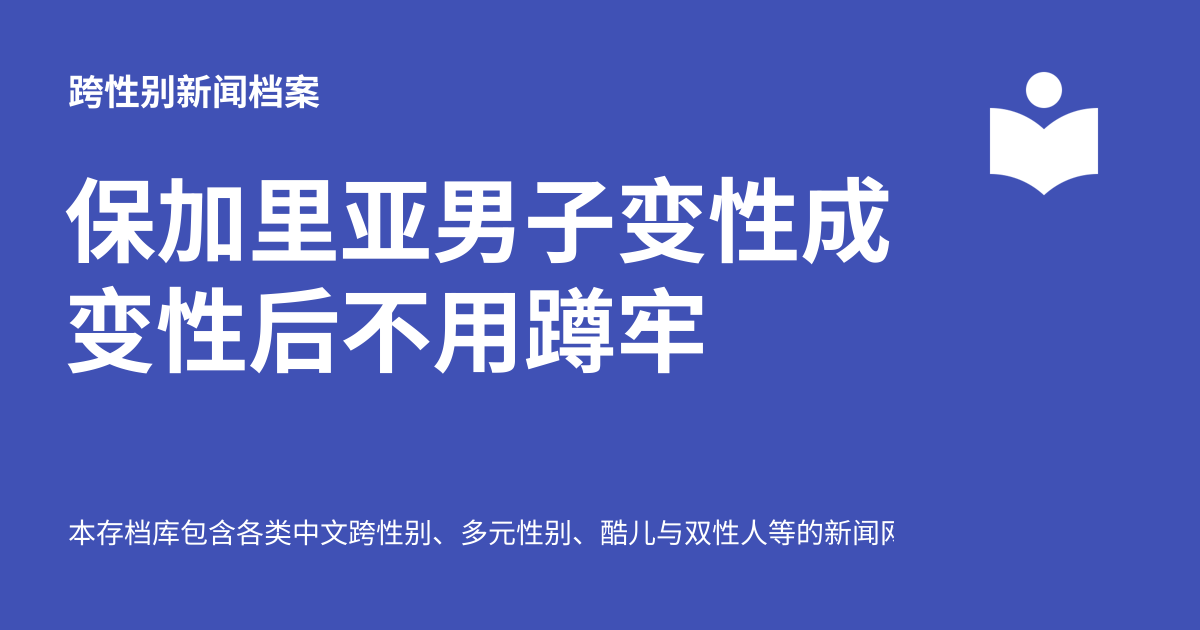 跨性别新闻档案
保加里亚男子变性成
变性后不用蹲牢
本存档库包含各类中文跨性别、多元性别、酷儿与双性人等的新闻网